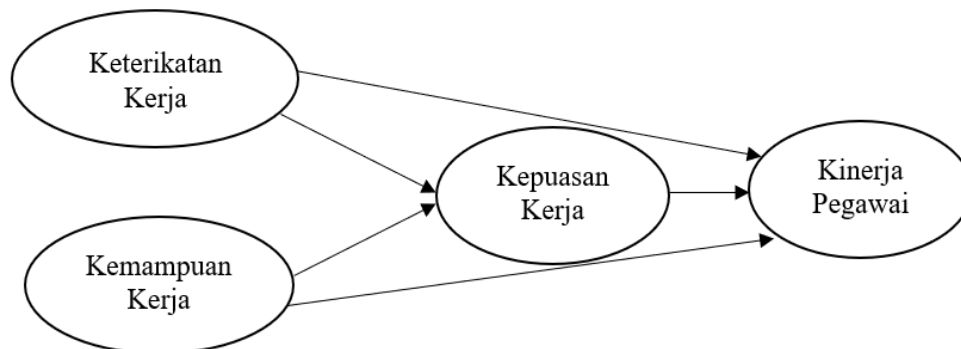 Keterikatan
Kerja
Kepuasan
Kerja
Kinerja
Pegawai
Kemampuan
Kerja